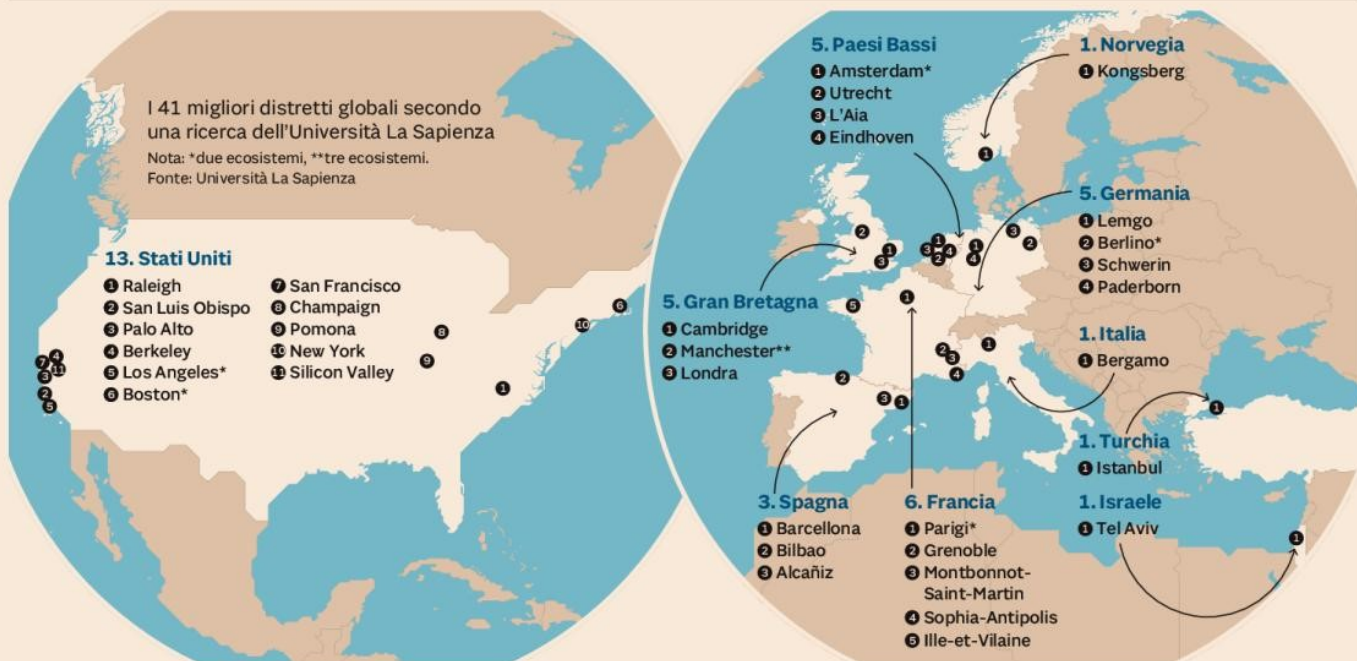 I 41 migliori distretti globali secondo
una ricerca dell'Università La Sapienza
Nota: *due ecosistemi, **tre ecosistemi.
Fonte: Università La Sapienza
13. Stati Uniti
1 Raleigh
2 San Luis Obispo
3 Palo Alto
4 Berkeley
5 Los Angeles*
6 Boston*
7 San Francisco
8 Champaign
9 Pomona
10 New York
11 Silicon Valley
5. Paesi Bassi
1 Amsterdam*
2 Utrecht
3 L'Aia
4 Eindhoven
1. Norvegia
1 Kongsberg
5. Germania
1 Lemgo
2 Berlino*
3 Schwerin
4 Paderborn
5. Gran Bretagna
1 Cambridge
2 Manchester**
3 Londra
1. Italia
1 Bergamo
1. Turchia
1 Istanbul
3. Spagna
1 Barcellona
2 Bilbao
3 Alcañiz
6. Francia
1 Parigi*
2 Grenoble
3 Montbonnot-
Saint-Martin
4 Sophia-Antipolis
5 Ille-et-Vilaine
1. Israele
1 Tel Aviv